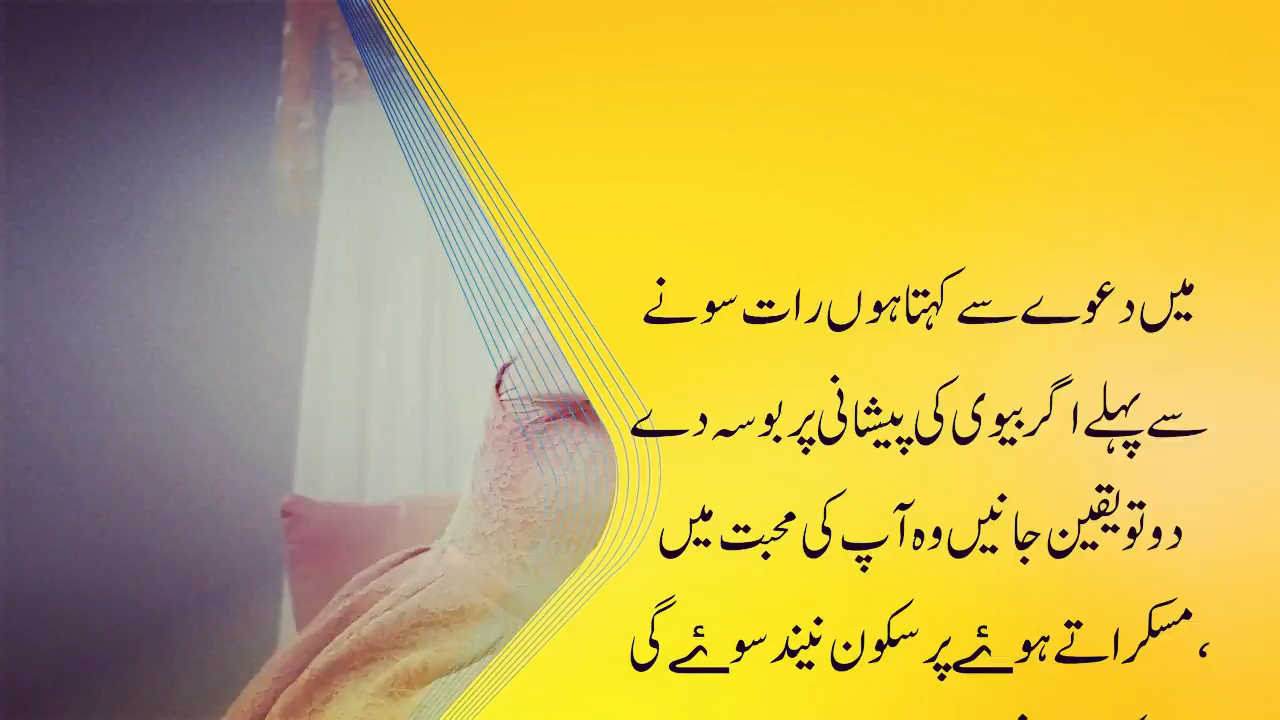 میں دعوے سے کہتا ہوں رات سونے
سے پہلے اگر بیوی کی پیشانی پر بوسہ دے
دو تو یقین جانیں وہ آپ کی محبت میں
، مسکراتے ہوئے پر سکون نیند سوئے گی